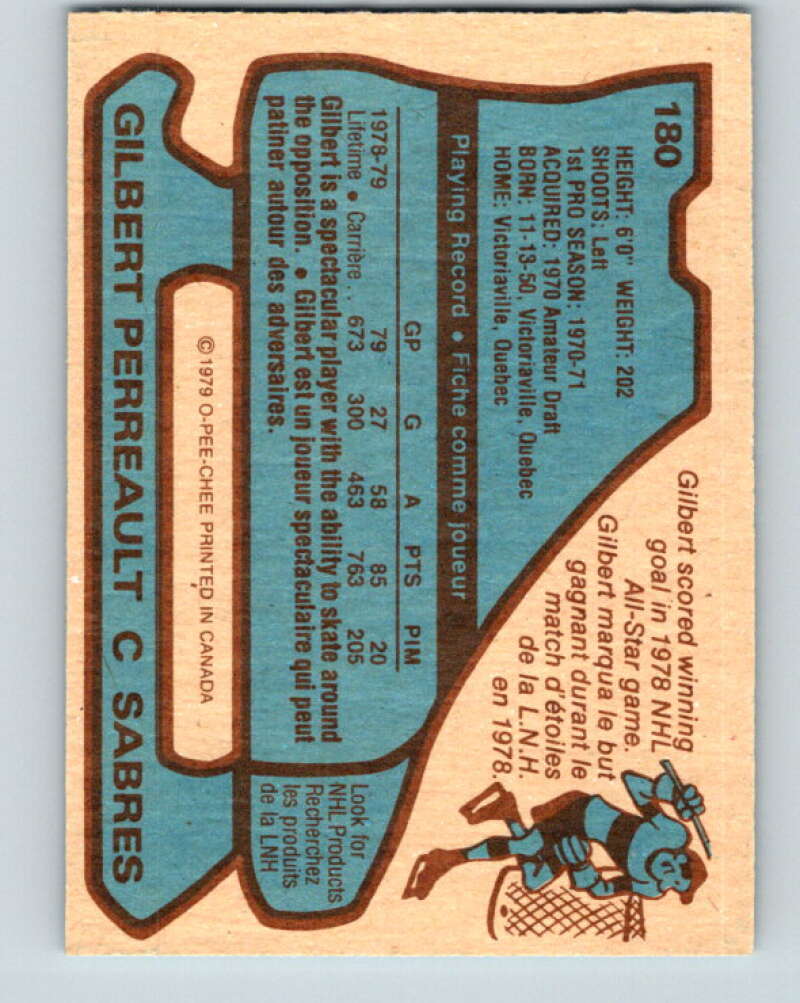 180
HEIGHT: 6'0" WEIGHT: 202
SHOOTS: Left
1st PRO SEASON: 1970-71
ACQUIRED: 1970 Amateur Draft
BORN: 11-13-50, Victoriaville, Quebec
HOME: Victoriaville, Quebec
Gilbert scored winning
goal in 1978 NHL
All-Star game.
Gilbert marqua le but
gagnant durant le
match d'étoiles
de la L.N.H.
en 1978.
Playing Record • Fiche comme joueur
GP G A PTS PIM
1978-79 79 27 58 85 20
Lifetime • Carrière.. 673 300 463 763 205
Gilbert is a spectacular player with the ability to skate around
the opposition. • Gilbert est un joueur spectaculaire qui peut
patiner autour des adversaires.
Look for
NHL Products
Recherchez
les produits
de la LNH
©1979 O-PEE-CHEE PRINTED IN CANADA
GILBERT PERREAULT C SABRES